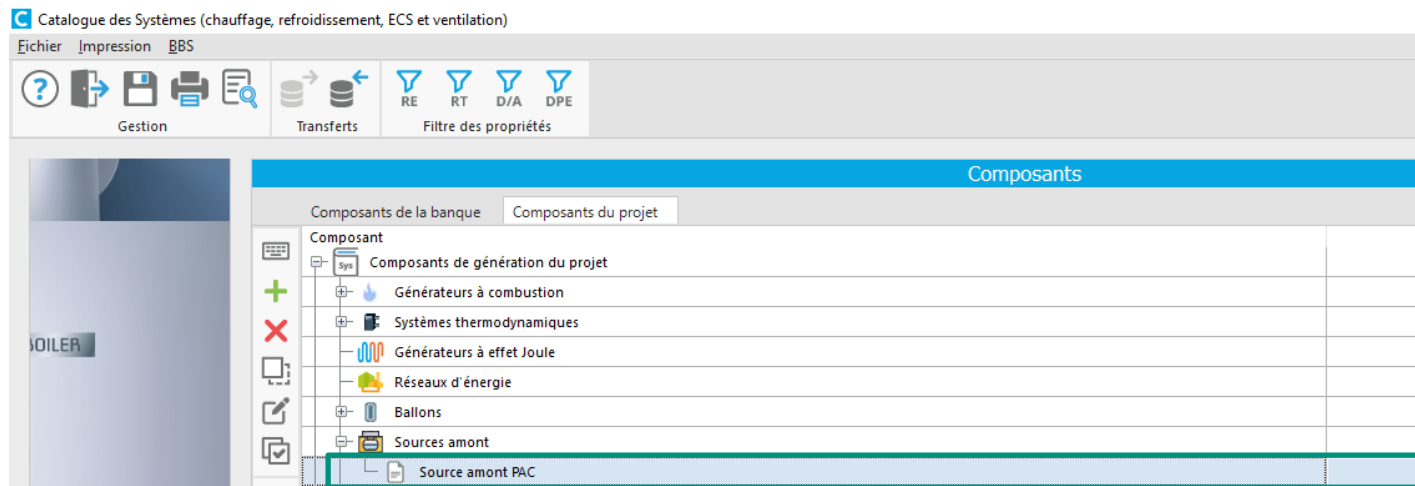 C Catalogue des Systèmes (chauffage, refroidissement, ECS et ventilation)
Fichier Impression BBS
? RE RT D/A DPE
Gestion Transferts Filtre des propriétés
Composants
Composants de la banque Composants du projet
Composant
Sys Composants de génération du projet
Générateurs à combustion
Systèmes thermodynamiques
Générateurs à effet Joule
BOILER
Réseaux d'énergie
Ballons
Sources amont
Source amont PAC